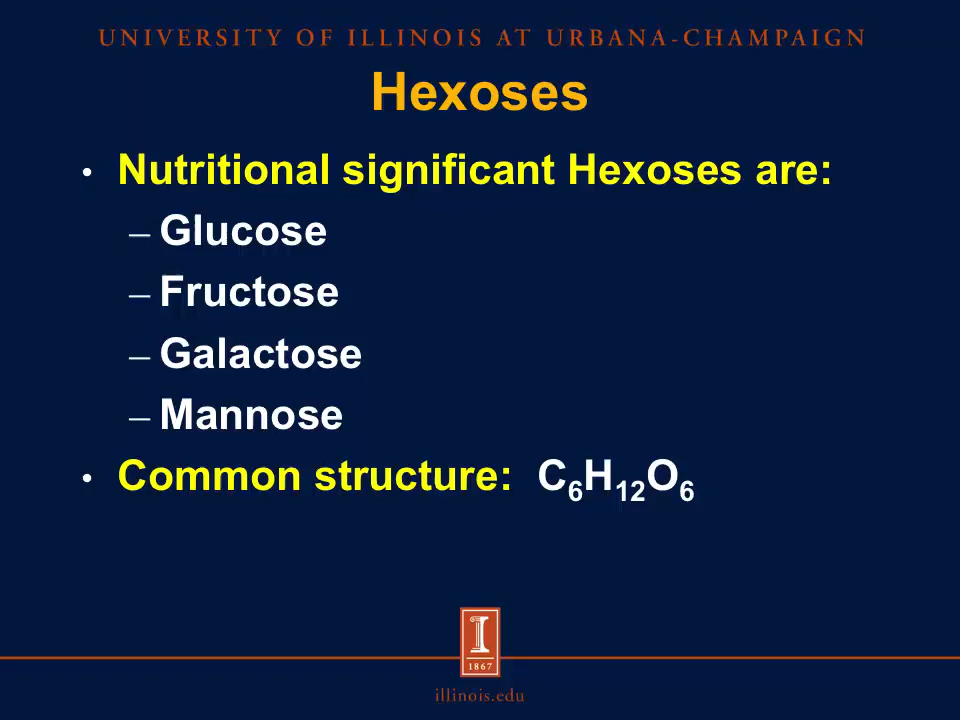 UNIVERSITY OF ILLINOIS AT URBANA-CHAMPAIGN
Hexoses
• Nutritional significant Hexoses are:
– Glucose
– Fructose
– Galactose
– Mannose
• Common structure: C₆H₁₂O₆
I
1867
illinois.edu